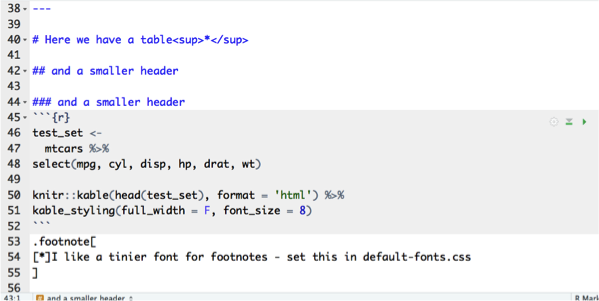 38 ---
39
40 # Here we have a table<sup>*</sup>
41
42 ## and a smaller header
43
44 ### and a smaller header
45 ```{r}
46 test_set <-
47   mtcars %>%
48 select(mpg, cyl, disp, hp, drat, wt)
49
50 knitr::kable(head(test_set), format = 'html') %>%
51 kable_styling(full_width = F, font_size = 8)
52 ```
53 .footnote[
54 [*]I like a tinier font for footnotes - set this in default-fonts.css
55 ]
56
43:1 # and a smaller header R Mark